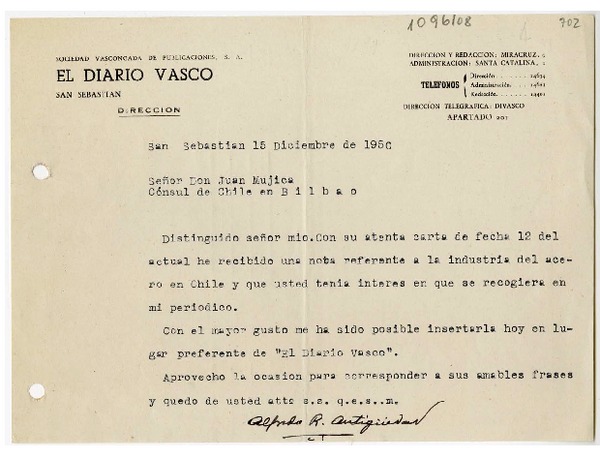 1096108
702
SOCIEDAD VASCONGADA DE PUBLICACIONES, S. A.
EL DIARIO VASCO
SAN SEBASTIAN
DIRECCION
DIRECCION Y REDACCION: MIRACRUZ,
ADMINISTRACION: SANTA CATALINA,
TELEFONOS
Dirección
Administración
Redacción
DIRECCION TELEGRAFICA: DIVASCO
APARTADO 201
San Sebastian 15 Diciembre de 1950
Señor Don Juan Mujica
Cónsul de Chile en B i l b a o
Distinguido señor mio.Con su atenta carta de fecha 12 del
actual he recibido una nota referente a la industria del ace-
ro en Chile y que usted tenia interes en que se recogiera en
mi periodico.
Con el mayor gusto me ha sido posible insertarla hoy en lu-
gar preferente de "El Diario Vasco".
Aprovecho la ocasion para corresponder a sus amables frases
y quedo de usted atto s.s. q.e.s..m.
Alfredo R. Antigüedad